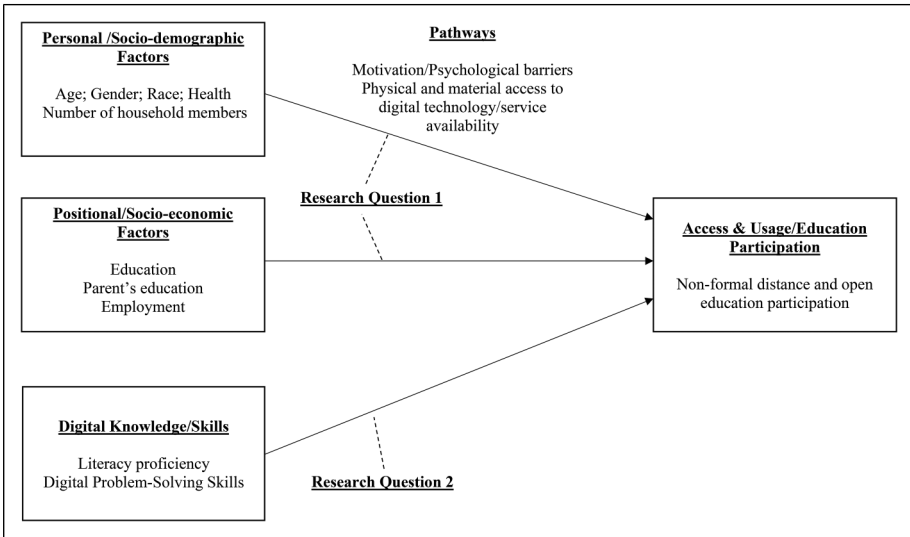 Personal /Socio-demographic
Factors
Age; Gender; Race; Health
Number of household members
Pathways
Motivation/Psychological barriers
Physical and material access to
digital technology/service
availability
Research Question 1
Positional/Socio-economic
Factors
Education
Parent’s education
Employment
Access & Usage/Education
Participation
Non-formal distance and open
education participation
Digital Knowledge/Skills
Literacy proficiency
Digital Problem-Solving Skills
Research Question 2